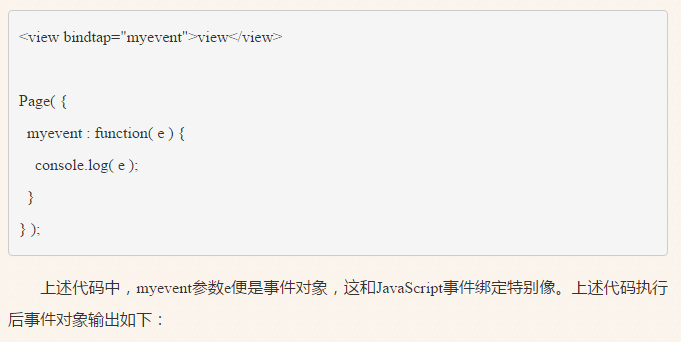 <view bindtap="myevent">view</view>
Page( {
myevent : function( e ) {
console.log( e );
}
} );
上述代码中，myevent参数e便是事件对象，这和JavaScript事件绑定特别像。上述代码执行
后事件对象输出如下：